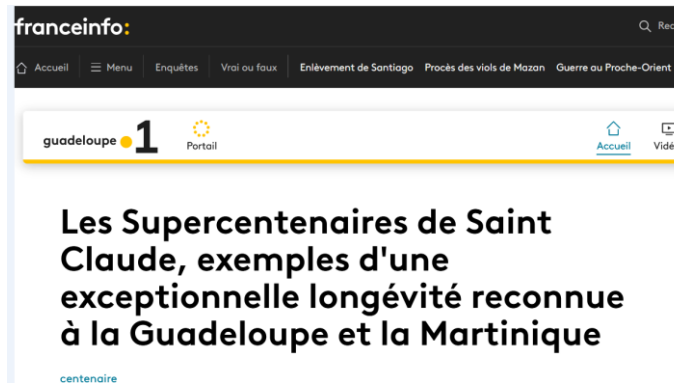 franceinfo:
Accueil Menu Enquêtes Vrai ou faux Enlèvement de Santiago Procès des viols de Mazan Guerre au Proche-Orient
guadeloupe 1 Portail Accueil
Les Supercentenaires de Saint
Claude, exemples d'une
exceptionnelle longévité reconnue
à la Guadeloupe et la Martinique
centenaire